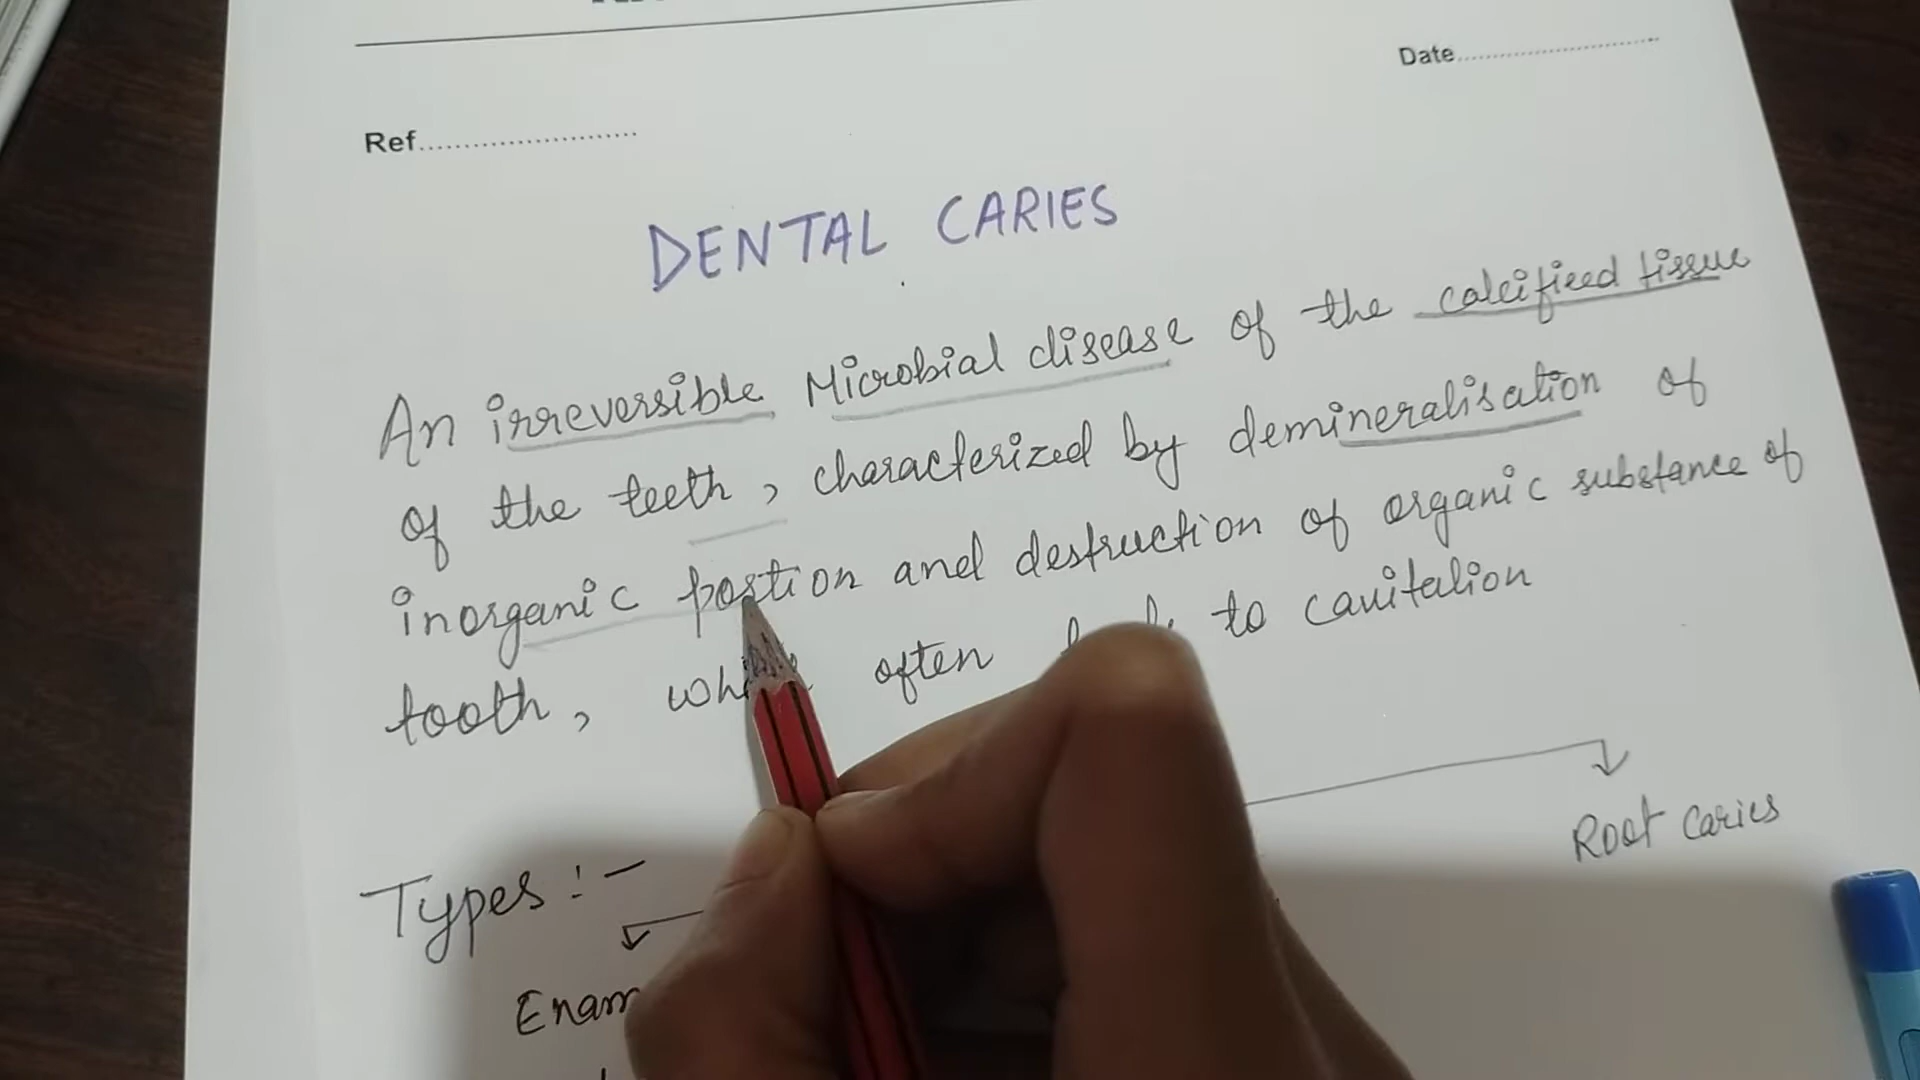 Date
Ref
DENTAL CARIES
An irreversible Microbial disease of the calcified tissue
of the teeth, characterized by demineralisation of
inorganic portion and destruction of organic substance of
tooth, often to cavitation
Root caries
Types :-